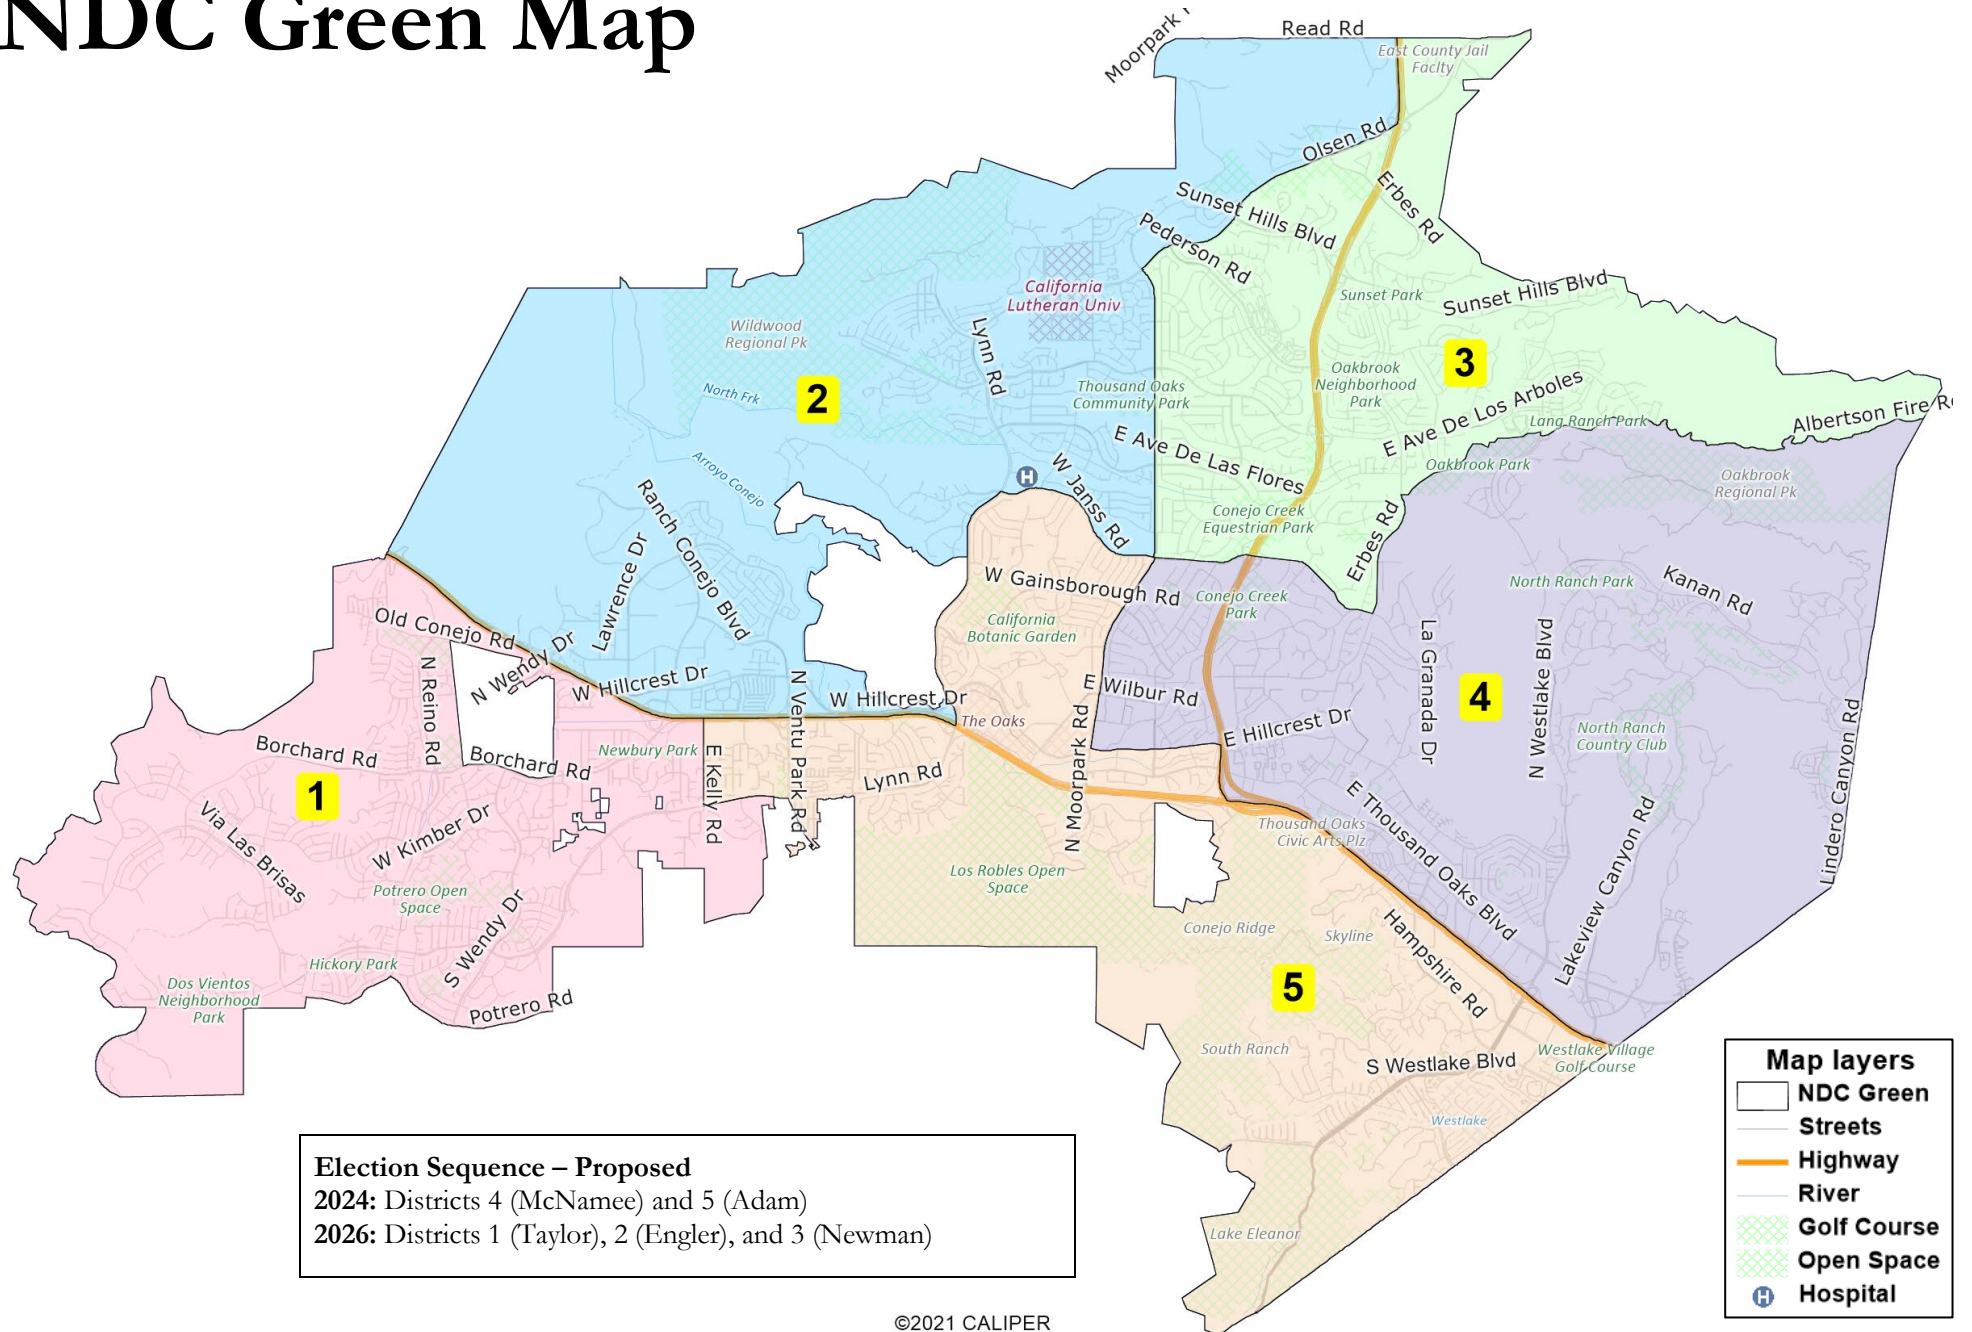 NDC Green Map
Moorpark
Read Rd
East County Jail
Faclty
Olsen Rd
Erbes Rd
Sunset Hills Blvd
Pederson Rd
California
Lutheran Univ
Sunset Park
Sunset Hills Blvd
Wildwood
Regional Pk
Lynn Rd
3
Oakbrook
Neighborhood
Park
North Frk
2
Thousand Oaks
Community Park
E Ave De Los Arboles
Lang Ranch Park
Albertson Fire
E Ave De Las Flores
Oakbrook Park
Oakbrook
Regional Pk
Arroyo Conejo
H
W Janss Rd
Ranch Conejo Blvd
Conejo Creek
Equestrian Park
Erbes Rd
Lawrence Dr
W Gainsborough Rd
Conejo Creek
Park
North Ranch Park
Kanan Rd
Old Conejo Rd
California
Botanic Garden
N Wendy Dr
N Reino Rd
W Hillcrest Dr
N Ventu Park Rd
W Hillcrest Dr
The Oaks
E Wilbur Rd
E Hillcrest Dr
La Granada Dr
4
N Westlake Blvd
North Ranch
Country Club
Lindero Canyon Rd
Borchard Rd
Borchard Rd
Newbury Park
E Kelly Rd
Lynn Rd
N Moorpark Rd
1
Via Las Brisas
W Kimber Dr
Thousand Oaks
Civic Arts Plz
E Thousand Oaks Blvd
Lakeview Canyon Rd
Potrero Open
Space
Los Robles Open
Space
S Wendy Dr
Conejo Ridge
Skyline
Hampshire Rd
Hickory Park
Dos Vientos
Neighborhood
Park
Potrero Rd
5
South Ranch
S Westlake Blvd
Westlake Village
Golf Course
Westlake
Lake Eleanor
Election Sequence – Proposed
2024: Districts 4 (McNamee) and 5 (Adam)
2026: Districts 1 (Taylor), 2 (Engler), and 3 (Newman)
Map layers
NDC Green
Streets
Highway
River
Golf Course
Open Space
H Hospital
©2021 CALIPER